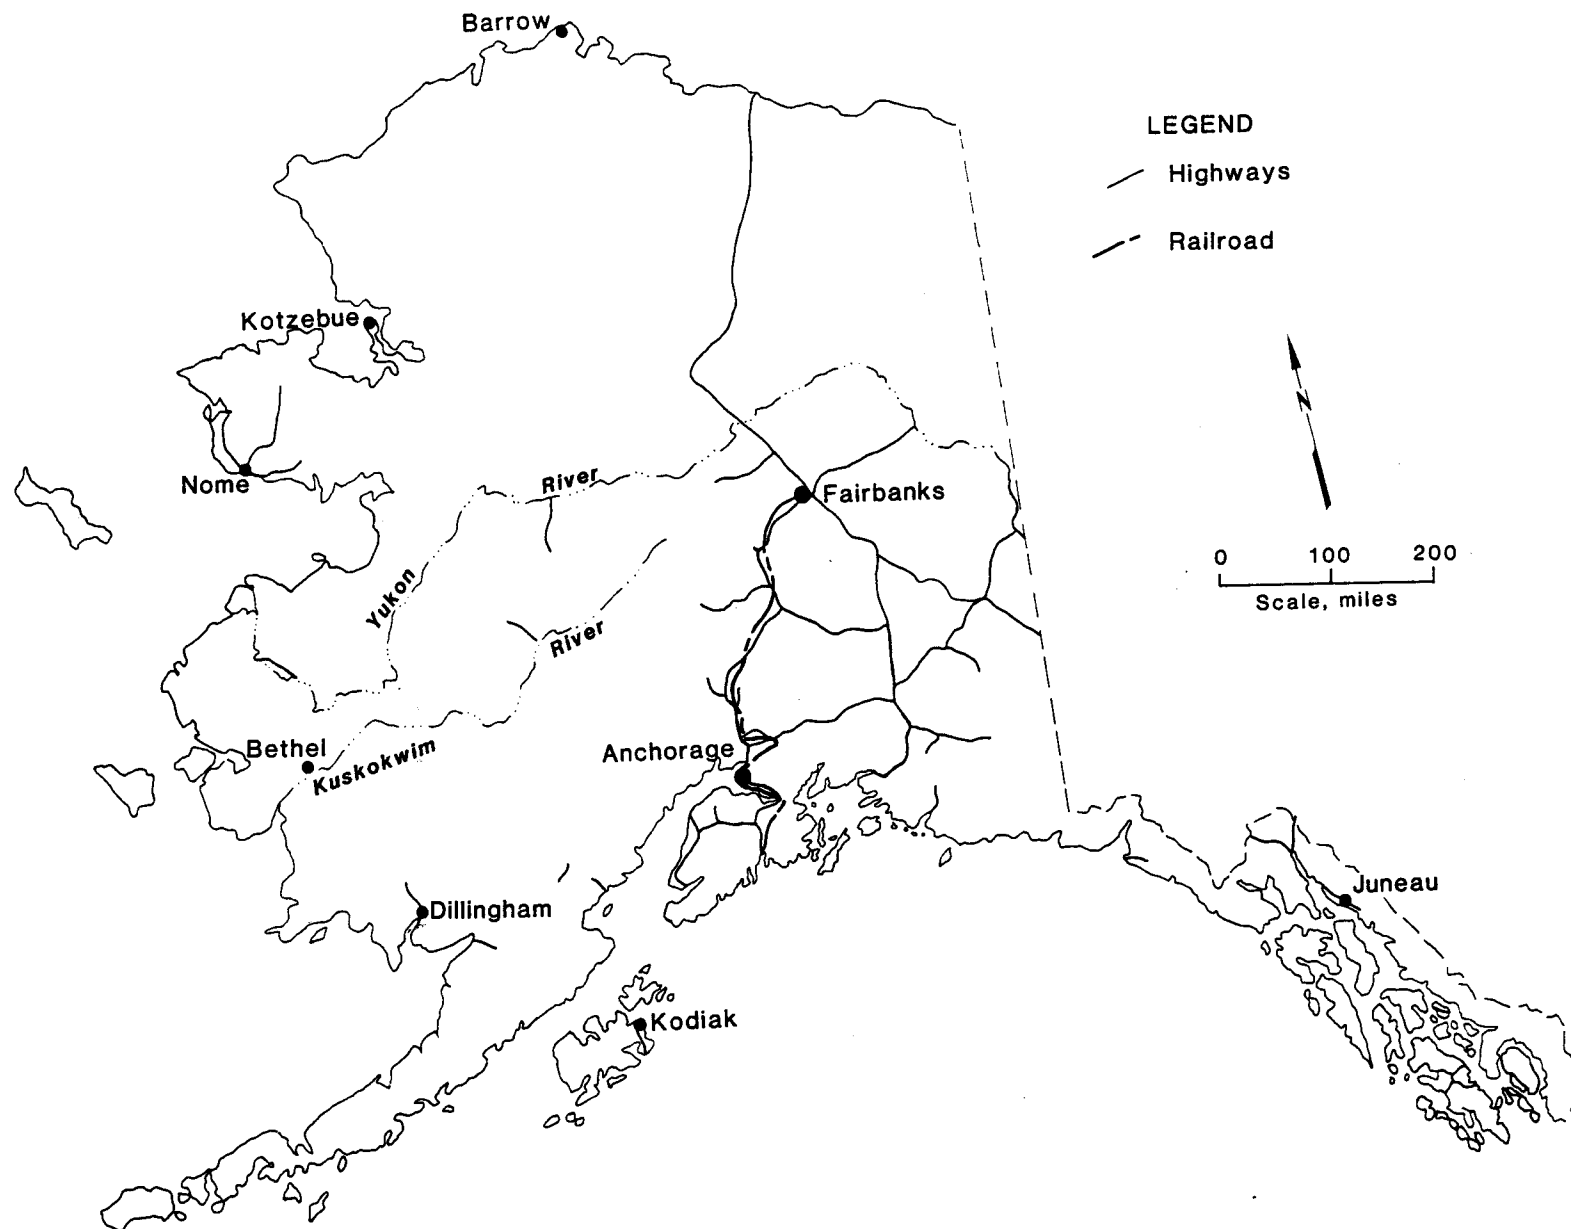 Barrow
LEGEND
Highways
Railroad
Kotzebue
N
Nome
River
Fairbanks
0 100 200
Scale, miles
Yukon
River
Bethel
Kuskokwim
Anchorage
Juneau
Dillingham
Kodiak